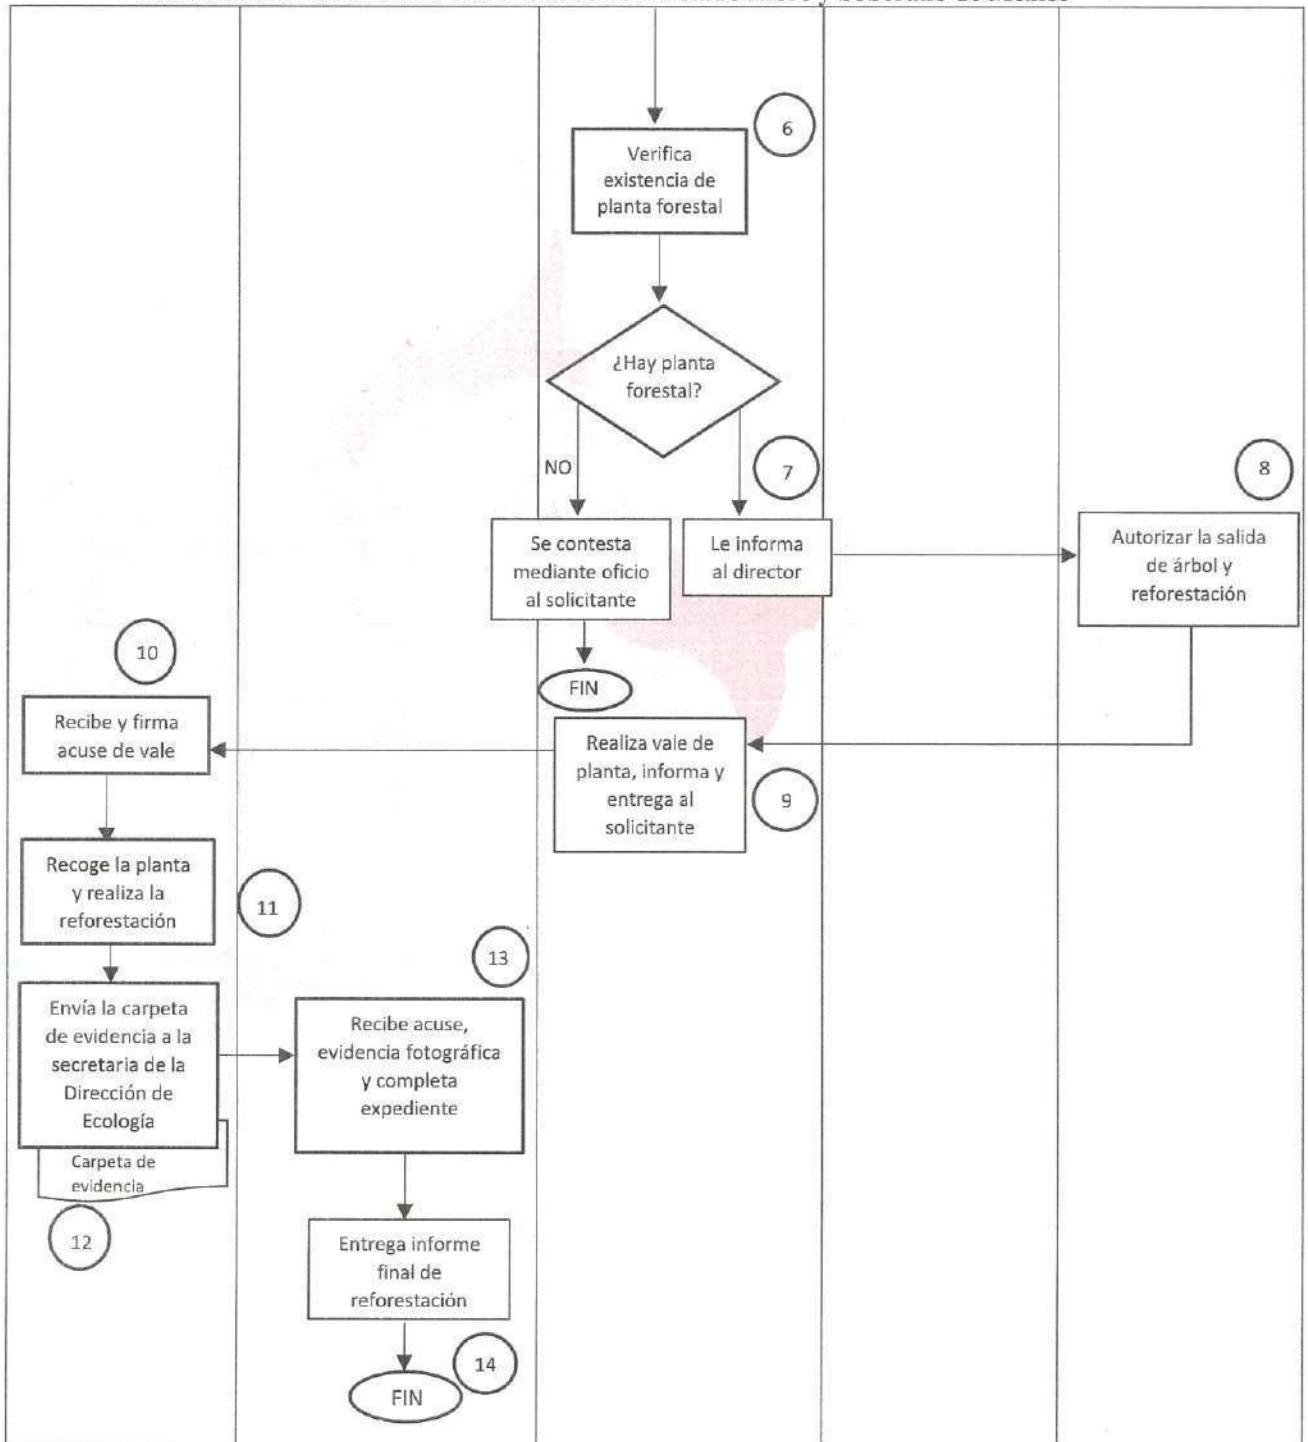 6
Verifica
existencia de
planta forestal
¿Hay planta
forestal?
NO
7
8
Se contesta
mediante oficio
al solicitante
Le informa
al director
Autorizar la salida
de árbol y
reforestación
FIN
10
Recibe y firma
acuse de vale
Realiza vale de
planta, informa y
entrega al
solicitante
9
Recoge la planta
y realiza la
reforestación
11
13
Envía la carpeta
de evidencia a la
secretaria de la
Dirección de
Ecología
Carpeta de
evidencia
12
Recibe acuse,
evidencia fotográfica
y completa
expediente
Entrega informe
final de
reforestación
14
FIN